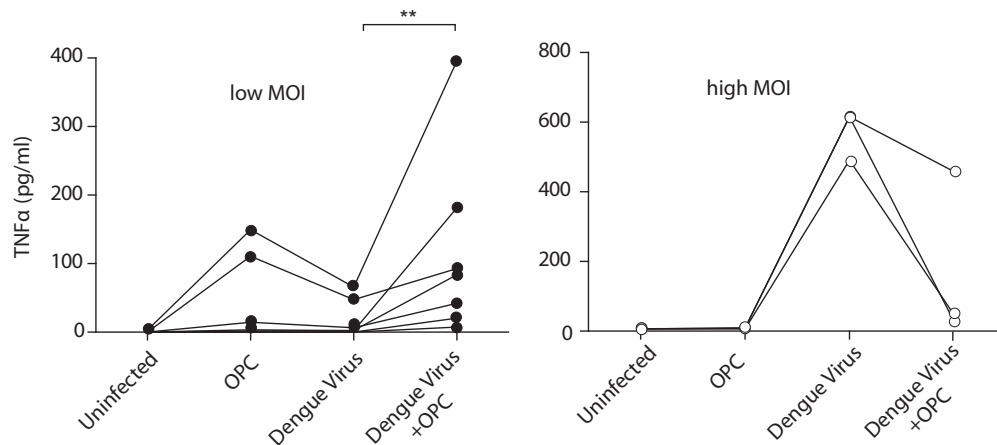 **
400
300
200
100
0
TNFα (pg/ml)
low MOI
Uninfected
OPC
Dengue Virus
Dengue Virus
+OPC
800
600
400
200
0
high MOI
Uninfected
OPC
Dengue Virus
Dengue Virus
+OPC